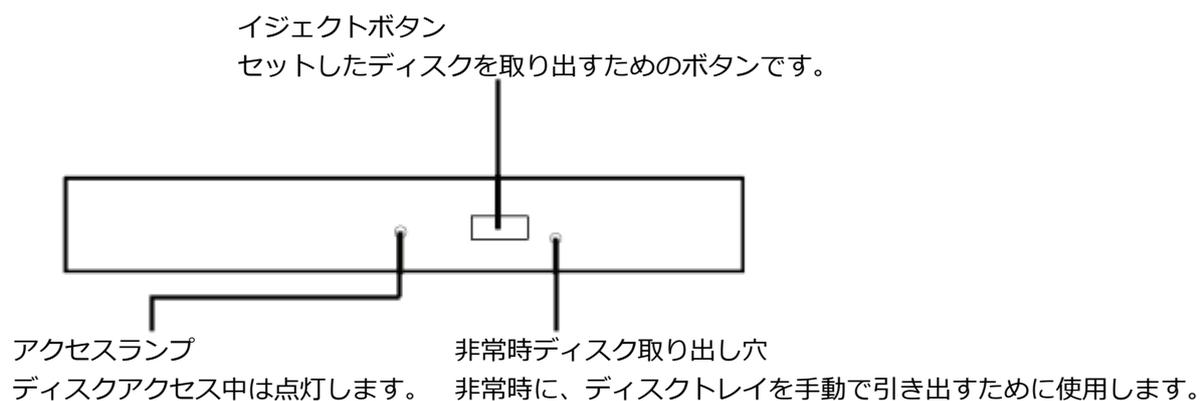 イジェクトボタン
セットしたディスクを取り出すためのボタンです。
アクセスランプ
ディスクアクセス中は点灯します。
非常時ディスク取り出し穴
非常時に、ディスクトレイを手動で引き出すために使用します。